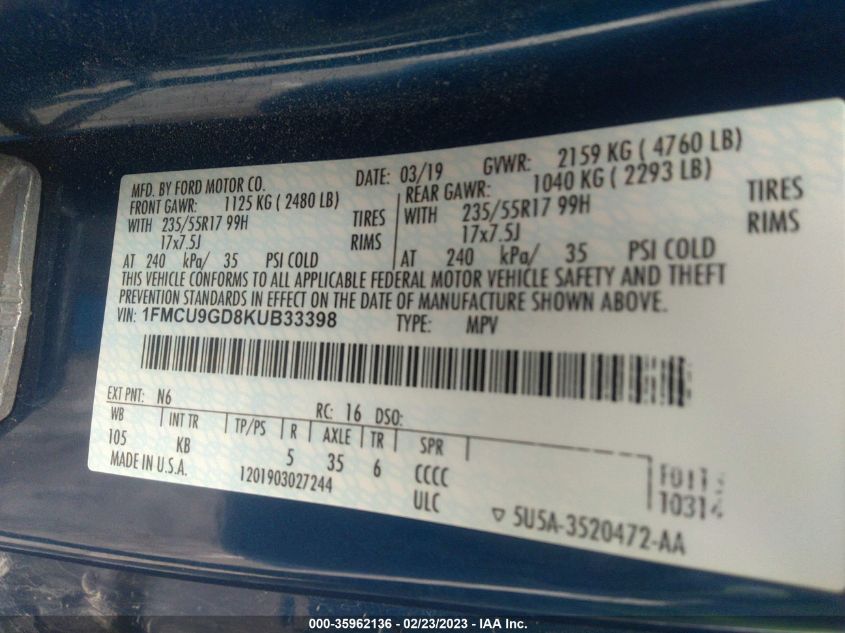 MFD. BY FORD MOTOR CO. DATE: 03/19 GVWR: 2159 KG ( 4760 LB)
FRONT GAWR: 1125 KG ( 2480 LB) REAR GAWR: 1040 KG ( 2293 LB)
WITH 235/55R17 99H TIRES WITH 235/55R17 99H TIRES
17x7.5J RIMS 17x7.5J RIMS
AT 240 kPa/ 35 PSI COLD AT 240 kPa/ 35 PSI COLD
THIS VEHICLE CONFORMS TO ALL APPLICABLE FEDERAL MOTOR VEHICLE SAFETY AND THEFT
PREVENTION STANDARDS IN EFFECT ON THE DATE OF MANUFACTURE SHOWN ABOVE.
VIN: 1FMCU9GD8KUB33398 TYPE: MPV
EXT PNT: N6 RC: 16 DSO:
WB INT TR TP/PS R AXLE TR SPR
105 KB 5 35 6 CCCC
MADE IN U.S.A. 1201903027244 ULC
10314
▽ 5U5A-3520472-AA
000-35962136 - 02/23/2023 - IAA Inc.